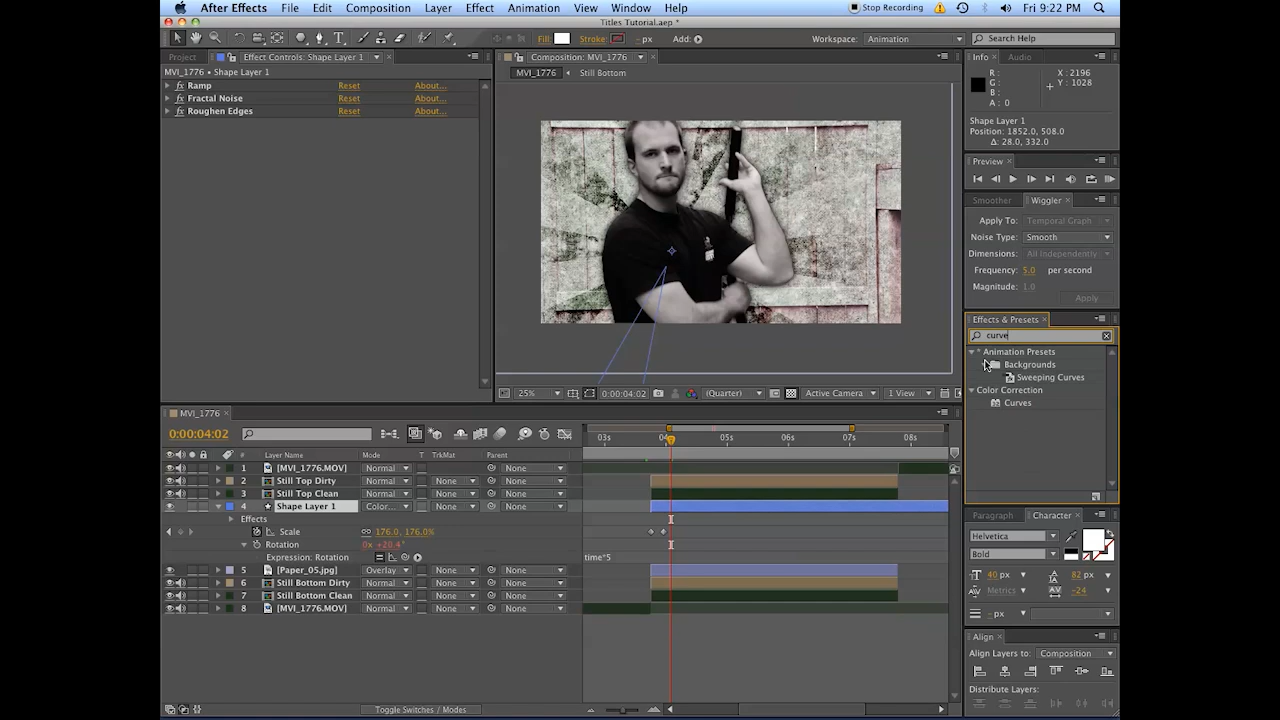 After Effects File Edit Composition Layer Effect Animation View Window Help Stop Recording Fri 9:22 PM
Titles Tutorial.aep *
Fill: Stroke: - px Add: Workspace: Animation Search Help
Project Effect Controls: Shape Layer 1
MVI_1776 • Shape Layer 1
Ramp Reset About...
Fractal Noise Reset About...
Roughen Edges Reset About...
Composition: MVI_1776
MVI_1776 Still Bottom
25% 0:00:04:02 (Quarter) Active Camera 1 View
Info Audio
R: X: 2196
G: Y: 1028
B:
A: 0
Shape Layer 1
Position: 1852.0, 508.0
Δ: 28.0, 332.0
Preview
Smoother Wiggler
Apply To: Temporal Graph
Noise Type: Smooth
Dimensions: All Independently
Frequency: 5.0 per second
Magnitude: 1.0
Apply
Effects & Presets
curve
* Animation Presets
Backgrounds
Sweeping Curves
Color Correction
Curves
Paragraph Character
Helvetica
Bold
40 px 82 px
Metrics -24
- px
Align
Align Layers to: Composition
Distribute Layers:
MVI_1776
0:00:04:02
# Layer Name Mode T TrkMat Parent
03s 04 05s 06s 07s 08s
1 [MVI_1776.MOV] Normal None
2 Still Top Dirty Normal None None
3 Still Top Clean Normal None None
4 Shape Layer 1 Color... None None
Effects
Scale 176.0, 176.0%
Rotation 0x +20.4°
Expression: Rotation time*5
5 [Paper_05.jpg] Overlay None None
6 Still Bottom Dirty Normal None None
7 Still Bottom Clean Normal None None
8 [MVI_1776.MOV] Normal None None
Toggle Switches / Modes